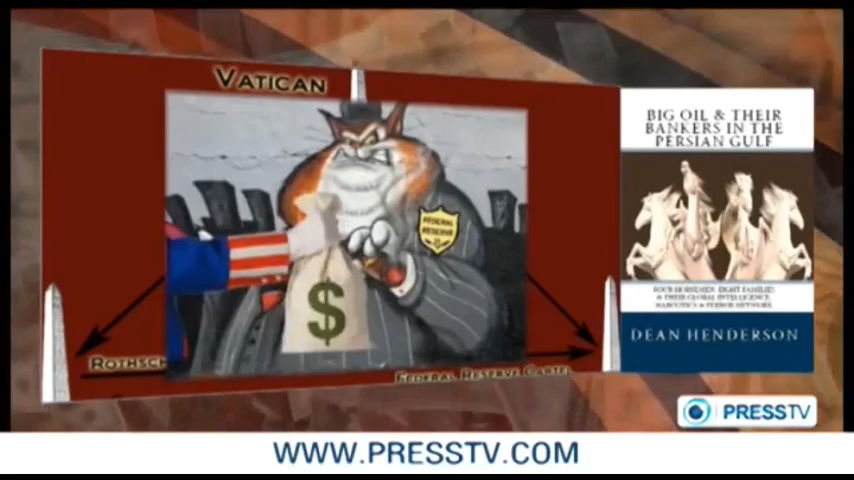 VATICAN
FEDERAL
RESERVE
$
ROTHSCH
FEDERAL RESERVE CARTEL
BIG OIL & THEIR
BANKERS IN THE
PERSIAN GULF
FOUR HORSEMEN, EIGHT FAMILIES
& THEIR GLOBAL INTELLIGENCE,
NARCOTICS & TERROR NETWORK
DEAN HENDERSON
PRESSTV
WWW.PRESSTV.COM